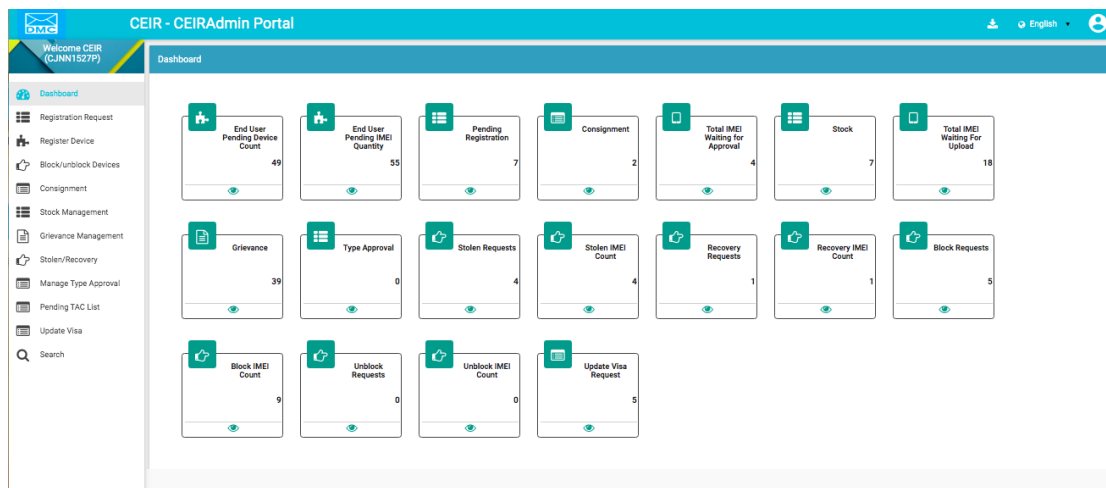 DMC
CEIR - CEIRAdmin Portal
English
Welcome CEIR
(CJNN1527P)
Dashboard
Dashboard
Registration Request
Register Device
Block/unblock Devices
Consignment
Stock Management
Grievance Management
Stolen/Recovery
Manage Type Approval
Pending TAC List
Update Visa
Search
End User
Pending Device
Count
49
End User
Pending IMEI
Quantity
55
Pending
Registration
7
Consignment
2
Total IMEI
Waiting for
Approval
4
Stock
7
Total IMEI
Waiting For
Upload
18
Grievance
39
Type Approval
0
Stolen Requests
4
Stolen IMEI
Count
4
Recovery
Requests
1
Recovery IMEI
Count
1
Block Requests
5
Block IMEI
Count
9
Unblock
Requests
0
Unblock IMEI
Count
0
Update Visa
Request
5